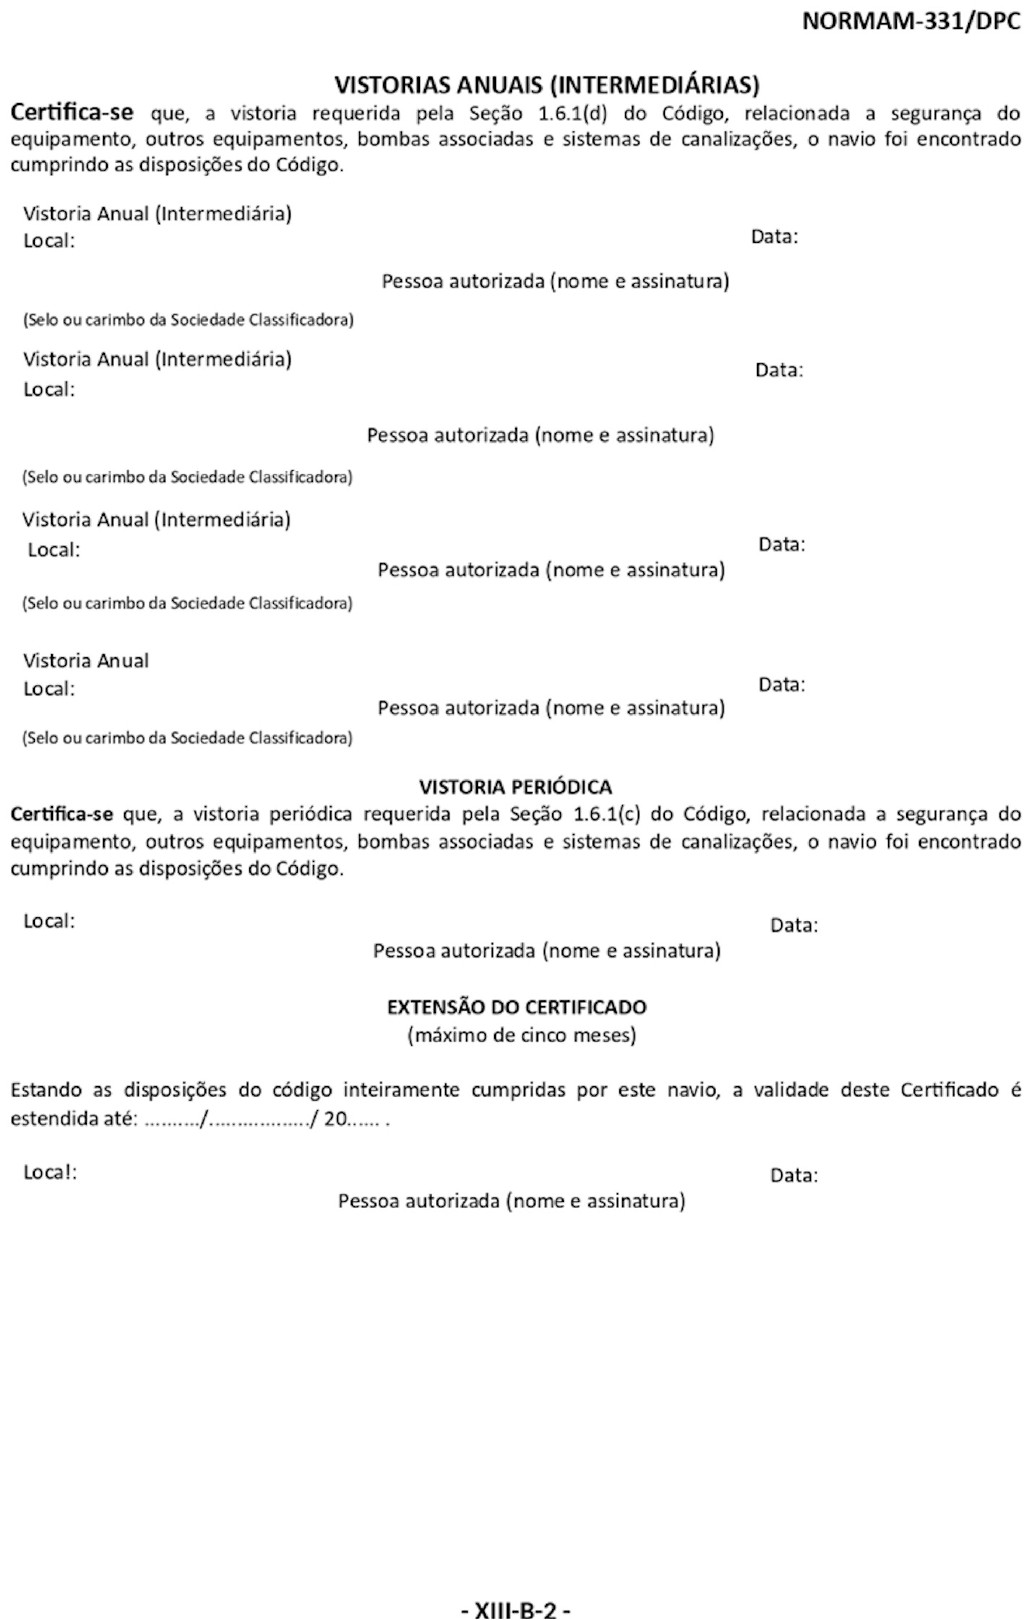 NORMAM-331/DPC
VISTORIAS ANUAIS (INTERMEDIÁRIAS)
Certifica-se que, a vistoria requerida pela Seção 1.6.1(d) do Código, relacionada a segurança do
equipamento, outros equipamentos, bombas associadas e sistemas de canalizações, o navio foi encontrado
cumprindo as disposições do Código.
Vistoria Anual (Intermediária)
Local:
Data:
Pessoa autorizada (nome e assinatura)
(Selo ou carimbo da Sociedade Classificadora)
Vistoria Anual (Intermediária)
Local:
Data:
Pessoa autorizada (nome e assinatura)
(Selo ou carimbo da Sociedade Classificadora)
Vistoria Anual (Intermediária)
Local:
Data:
Pessoa autorizada (nome e assinatura)
(Selo ou carimbo da Sociedade Classificadora)
Vistoria Anual
Local:
Data:
Pessoa autorizada (nome e assinatura)
(Selo ou carimbo da Sociedade Classificadora)
VISTORIA PERIÓDICA
Certifica-se que, a vistoria periódica requerida pela Seção 1.6.1(c) do Código, relacionada a segurança do
equipamento, outros equipamentos, bombas associadas e sistemas de canalizações, o navio foi encontrado
cumprindo as disposições do Código.
Local:
Data:
Pessoa autorizada (nome e assinatura)
EXTENSÃO DO CERTIFICADO
(máximo de cinco meses)
Estando as disposições do código inteiramente cumpridas por este navio, a validade deste Certificado é
estendida até: ........../................../ 20...... .
Loca!:
Data:
Pessoa autorizada (nome e assinatura)
- XIII-B-2 -